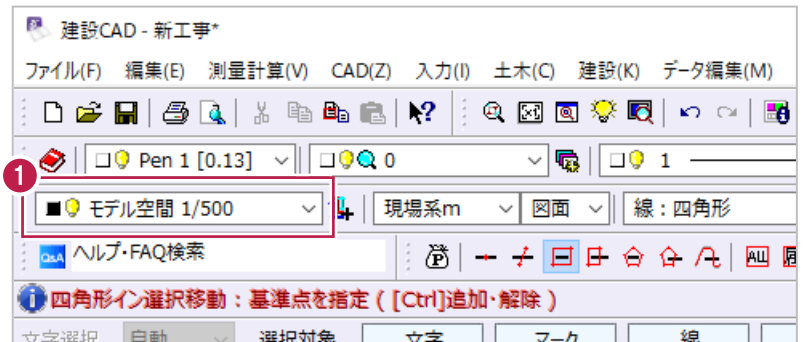 建設CAD - 新工事*
ファイル(F) 編集(E) 測量計算(V) CAD(Z) 入力(I) 土木(C) 建設(K) データ編集(M)
Pen 1 [0.13] 0 1
1
モデル空間 1/500 現場系m 図面 線：四角形
Q&A ヘルプ・FAQ検索 P ALL
四角形イン選択移動：基準点を指定 ( [Ctrl]追加・解除 )
文字選択 自動 選択対象 文字 マーク 線